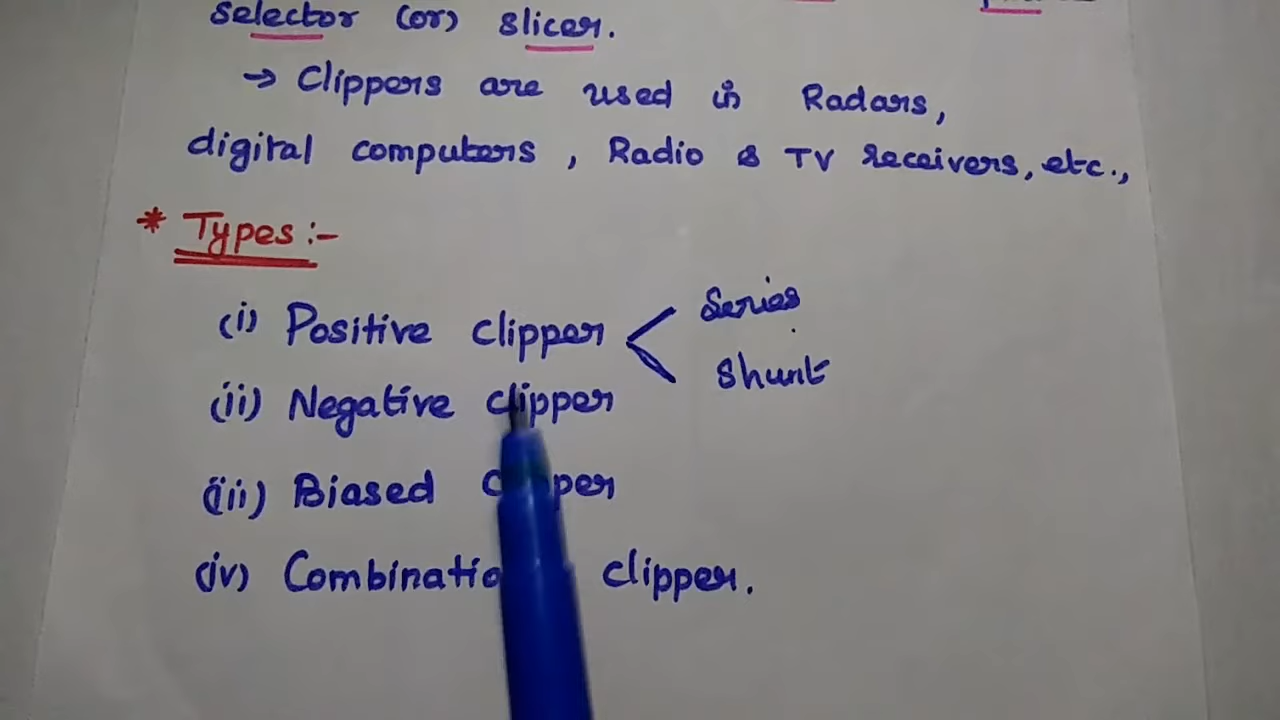 selector (or) slicer.
→ Clippers are used in Radars,
digital computers, Radio & TV receivers, etc.,
* Types:-
(i) Positive clipper < Series
Shunt
(ii) Negative clipper
(iii) Biased
(iv) clipper.